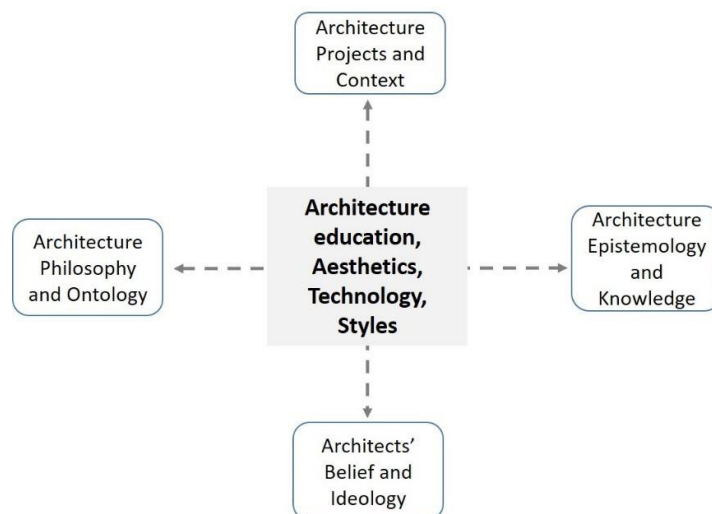 Architecture
Projects and
Context
Architecture
Philosophy
and Ontology
Architecture
education,
Aesthetics,
Technology,
Styles
Architecture
Epistemology
and
Knowledge
Architects’
Belief and
Ideology